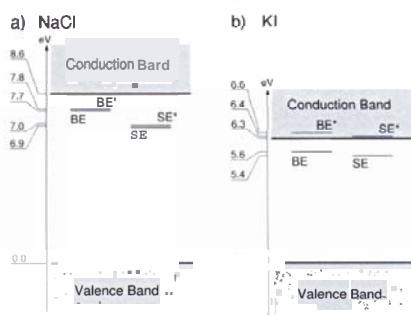 a) NaCl
eV
8.6
Conduction Bard
7.8
7.7
BE'
BE
SE*
7.0
SE
6.9
0 0
Valence Band
b) KI
eV
6.6
Conduction Band
6.4
BE*
SE*
6.3
5.6
BE
SE
5.4
Valence Band